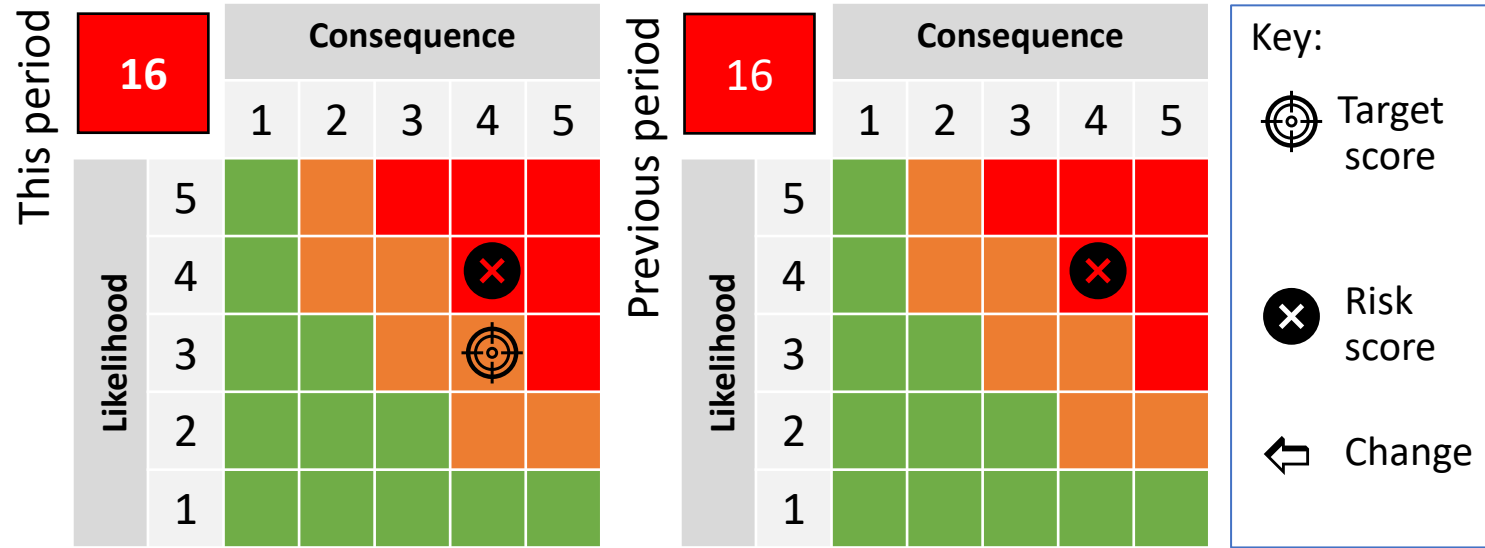 This period
16
Consequence
1 2 3 4 5
Likelihood
5
4
3
2
1
Previous period
16
Consequence
1 2 3 4 5
Likelihood
5
4
3
2
1
Key:
Target
score
Risk
score
Change